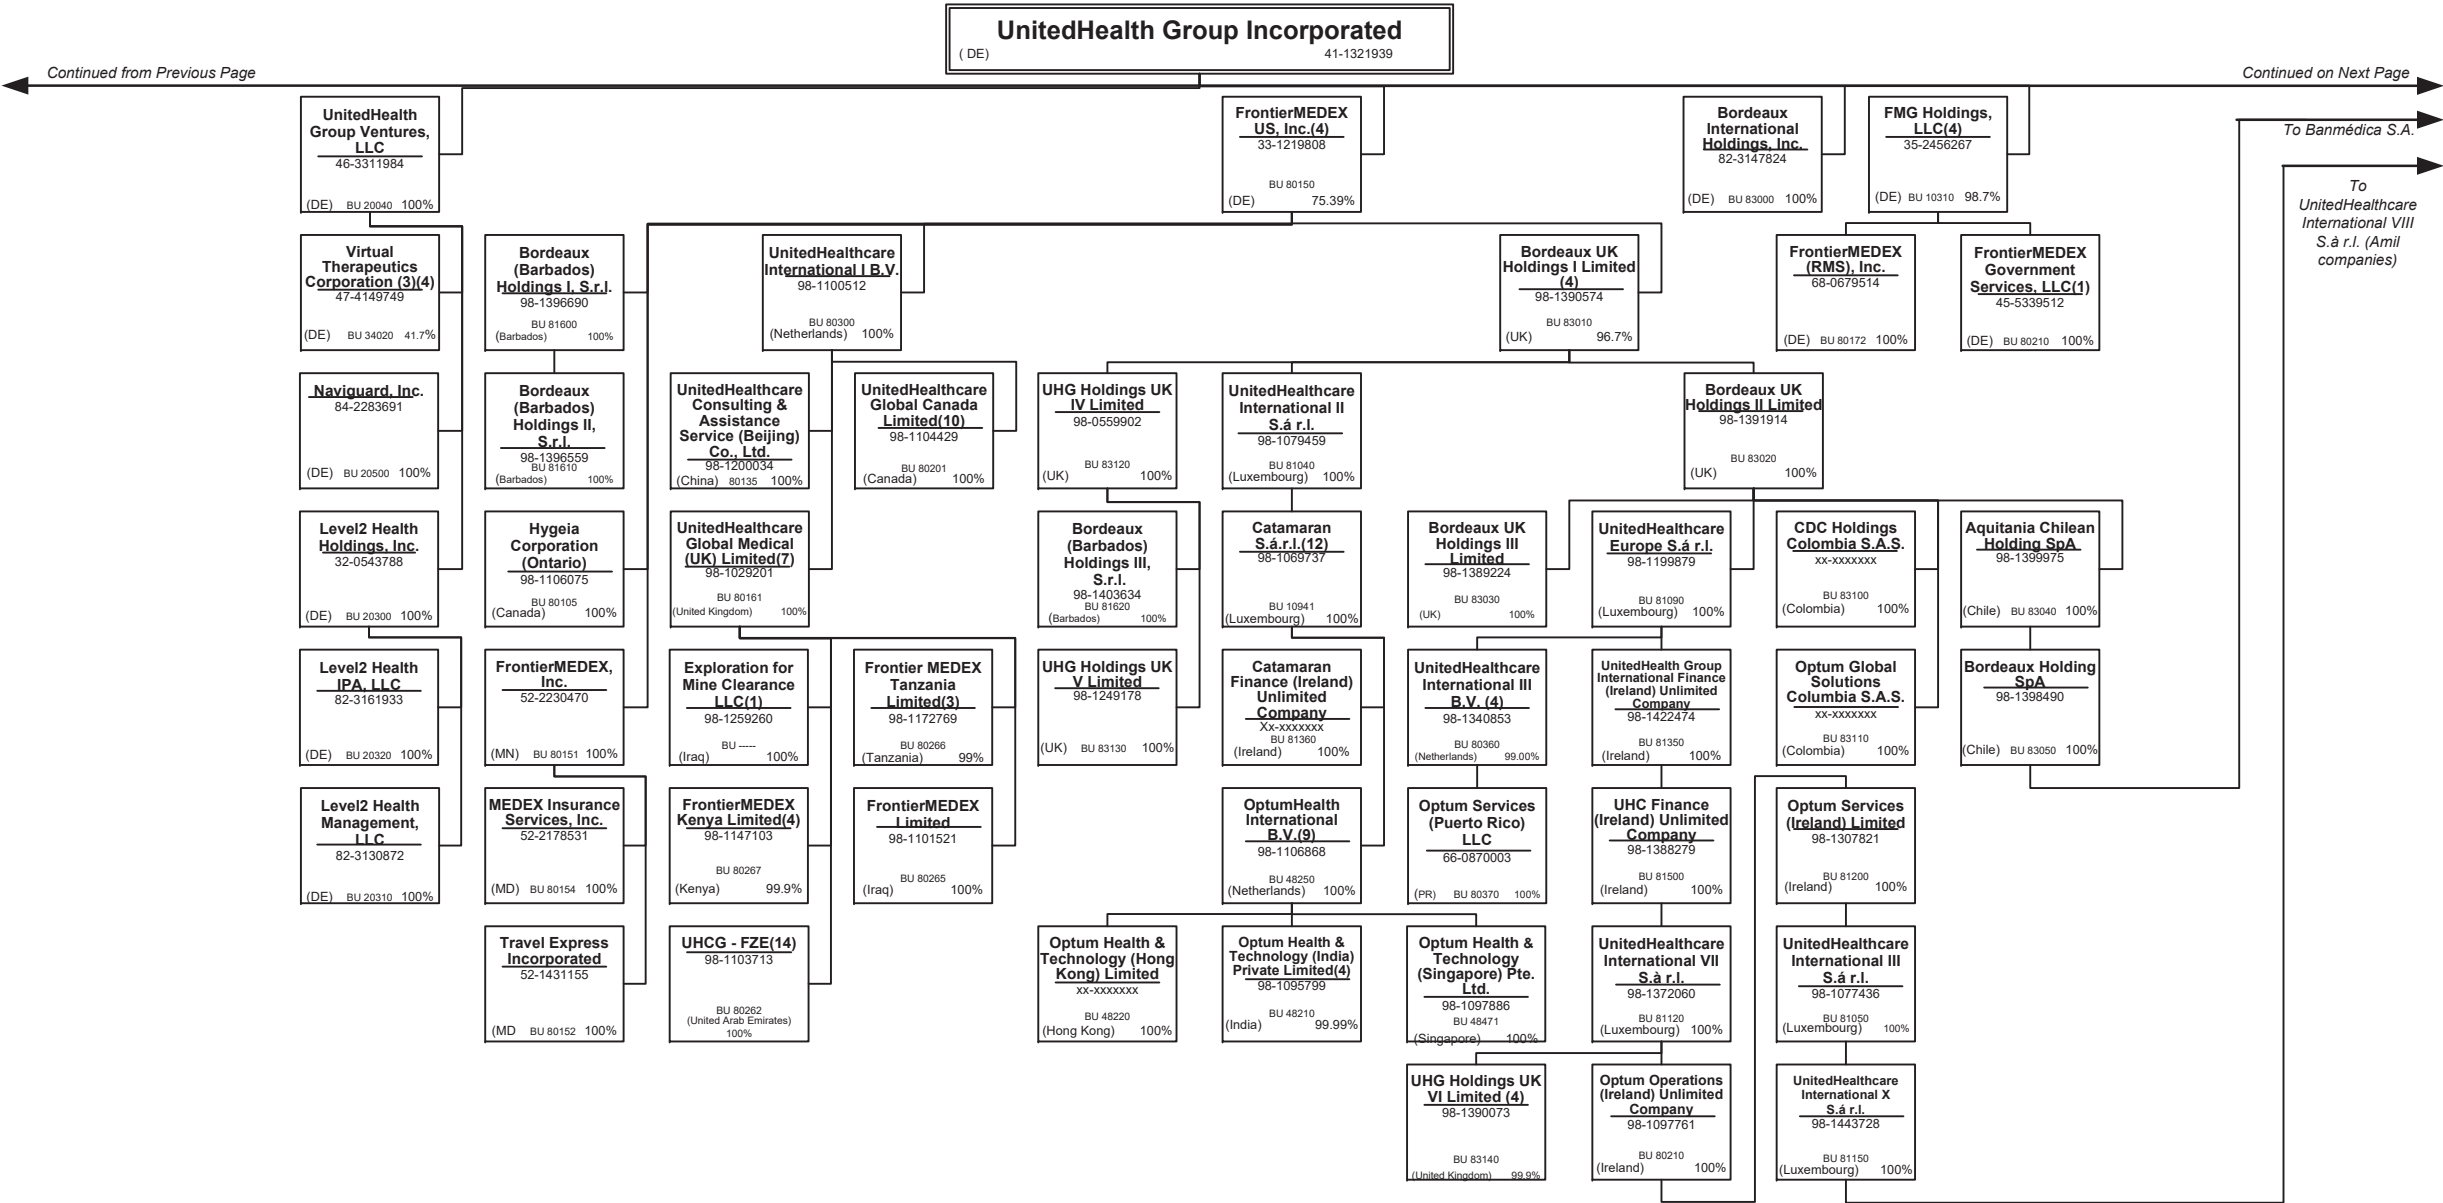 UnitedHealth Group Incorporated
( DE)
41-1321939
Continued from Previous Page
Continued on Next Page
To Banmédica S.A.
To
UnitedHealthcare
International VIII
S.à r.l. (Amil
companies)
UnitedHealth
Group Ventures,
LLC
46-3311984
(DE) BU 20040 100%
FrontierMEDEX
US, Inc.(4)
33-1219808
BU 80150
(DE) 75.39%
Bordeaux
International
Holdings, Inc.
82-3147824
(DE) BU 83000 100%
FMG Holdings,
LLC(4)
35-2456267
(DE) BU 10310 98.7%
Virtual
Therapeutics
Corporation (3)(4)
47-4149749
(DE) BU 34020 41.7%
Bordeaux
(Barbados)
Holdings I, S.r.l.
98-1396690
BU 81600
(Barbados) 100%
UnitedHealthcare
International I B.V.
98-1100512
BU 80300
(Netherlands) 100%
Bordeaux UK
Holdings I Limited
(4)
98-1390574
BU 83010
(UK) 96.7%
FrontierMEDEX
(RMS), Inc.
68-0679514
(DE) BU 80172 100%
FrontierMEDEX
Government
Services, LLC(1)
45-5339512
(DE) BU 80210 100%
Naviguard, Inc.
84-2283691
(DE) BU 20500 100%
Bordeaux
(Barbados)
Holdings II,
S.r.l.
98-1396559
BU 81610
(Barbados) 100%
UnitedHealthcare
Consulting &
Assistance
Service (Beijing)
Co., Ltd.
98-1200034
(China) 80135 100%
UnitedHealthcare
Global Canada
Limited(10)
98-1104429
BU 80201
(Canada) 100%
UHG Holdings UK
IV Limited
98-0559902
BU 83120
(UK) 100%
UnitedHealthcare
International II
S.á r.l.
98-1079459
BU 81040
(Luxembourg) 100%
Bordeaux UK
Holdings II Limited
98-1391914
BU 83020
(UK) 100%
Level2 Health
Holdings, Inc.
32-0543788
(DE) BU 20300 100%
Hygeia
Corporation
(Ontario)
98-1106075
BU 80105
(Canada) 100%
UnitedHealthcare
Global Medical
(UK) Limited(7)
98-1029201
BU 80161
(United Kingdom) 100%
Bordeaux
(Barbados)
Holdings III,
S.r.l.
98-1403634
BU 81620
(Barbados) 100%
Catamaran
S.á.r.l.(12)
98-1069737
BU 10941
(Luxembourg) 100%
Bordeaux UK
Holdings III
Limited
98-1389224
BU 83030
(UK) 100%
UnitedHealthcare
Europe S.á r.l.
98-1199879
BU 81090
(Luxembourg) 100%
CDC Holdings
Colombia S.A.S.
xx-xxxxxxx
BU 83100
(Colombia) 100%
Aquitania Chilean
Holding SpA
98-1399975
(Chile) BU 83040 100%
Level2 Health
IPA, LLC
82-3161933
(DE) BU 20320 100%
FrontierMEDEX,
Inc.
52-2230470
(MN) BU 80151 100%
Exploration for
Mine Clearance
LLC(1)
98-1259260
BU -----
(Iraq) 100%
Frontier MEDEX
Tanzania
Limited(3)
98-1172769
BU 80266
(Tanzania) 99%
UHG Holdings UK
V Limited
98-1249178
(UK) BU 83130 100%
Catamaran
Finance (Ireland)
Unlimited
Company
Xx-xxxxxxx
BU 81360
(Ireland) 100%
UnitedHealthcare
International III
B.V. (4)
98-1340853
BU 80360
(Netherlands) 99.00%
UnitedHealth Group
International Finance
(Ireland) Unlimited
Company
98-1422474
BU 81350
(Ireland) 100%
Optum Global
Solutions
Columbia S.A.S.
xx-xxxxxxx
BU 83110
(Colombia) 100%
Bordeaux Holding
SpA
98-1398490
(Chile) BU 83050 100%
Level2 Health
Management,
LLC
82-3130872
(DE) BU 20310 100%
MEDEX Insurance
Services, Inc.
52-2178531
(MD) BU 80154 100%
FrontierMEDEX
Kenya Limited(4)
98-1147103
BU 80267
(Kenya) 99.9%
FrontierMEDEX
Limited
98-1101521
BU 80265
(Iraq) 100%
OptumHealth
International
B.V.(9)
98-1106868
BU 48250
(Netherlands) 100%
Optum Services
(Puerto Rico)
LLC
66-0870003
(PR) BU 80370 100%
UHC Finance
(Ireland) Unlimited
Company
98-1388279
BU 81500
(Ireland) 100%
Optum Services
(Ireland) Limited
98-1307821
BU 81200
(Ireland) 100%
Travel Express
Incorporated
52-1431155
(MD BU 80152 100%
UHCG - FZE(14)
98-1103713
BU 80262
(United Arab Emirates)
100%
Optum Health &
Technology (Hong
Kong) Limited
xx-xxxxxxx
BU 48220
(Hong Kong) 100%
Optum Health &
Technology (India)
Private Limited(4)
98-1095799
BU 48210
(India) 99.99%
Optum Health &
Technology
(Singapore) Pte.
Ltd.
98-1097886
BU 48471
(Singapore) 100%
UnitedHealthcare
International VII
S.à r.l.
98-1372060
BU 81120
(Luxembourg) 100%
UnitedHealthcare
International III
S.á r.l.
98-1077436
BU 81050
(Luxembourg) 100%
UHG Holdings UK
VI Limited (4)
98-1390073
BU 83140
(United Kingdom) 99.9%
Optum Operations
(Ireland) Unlimited
Company
98-1097761
BU 80210
(Ireland) 100%
UnitedHealthcare
International X
S.á r.l.
98-1443728
BU 81150
(Luxembourg) 100%